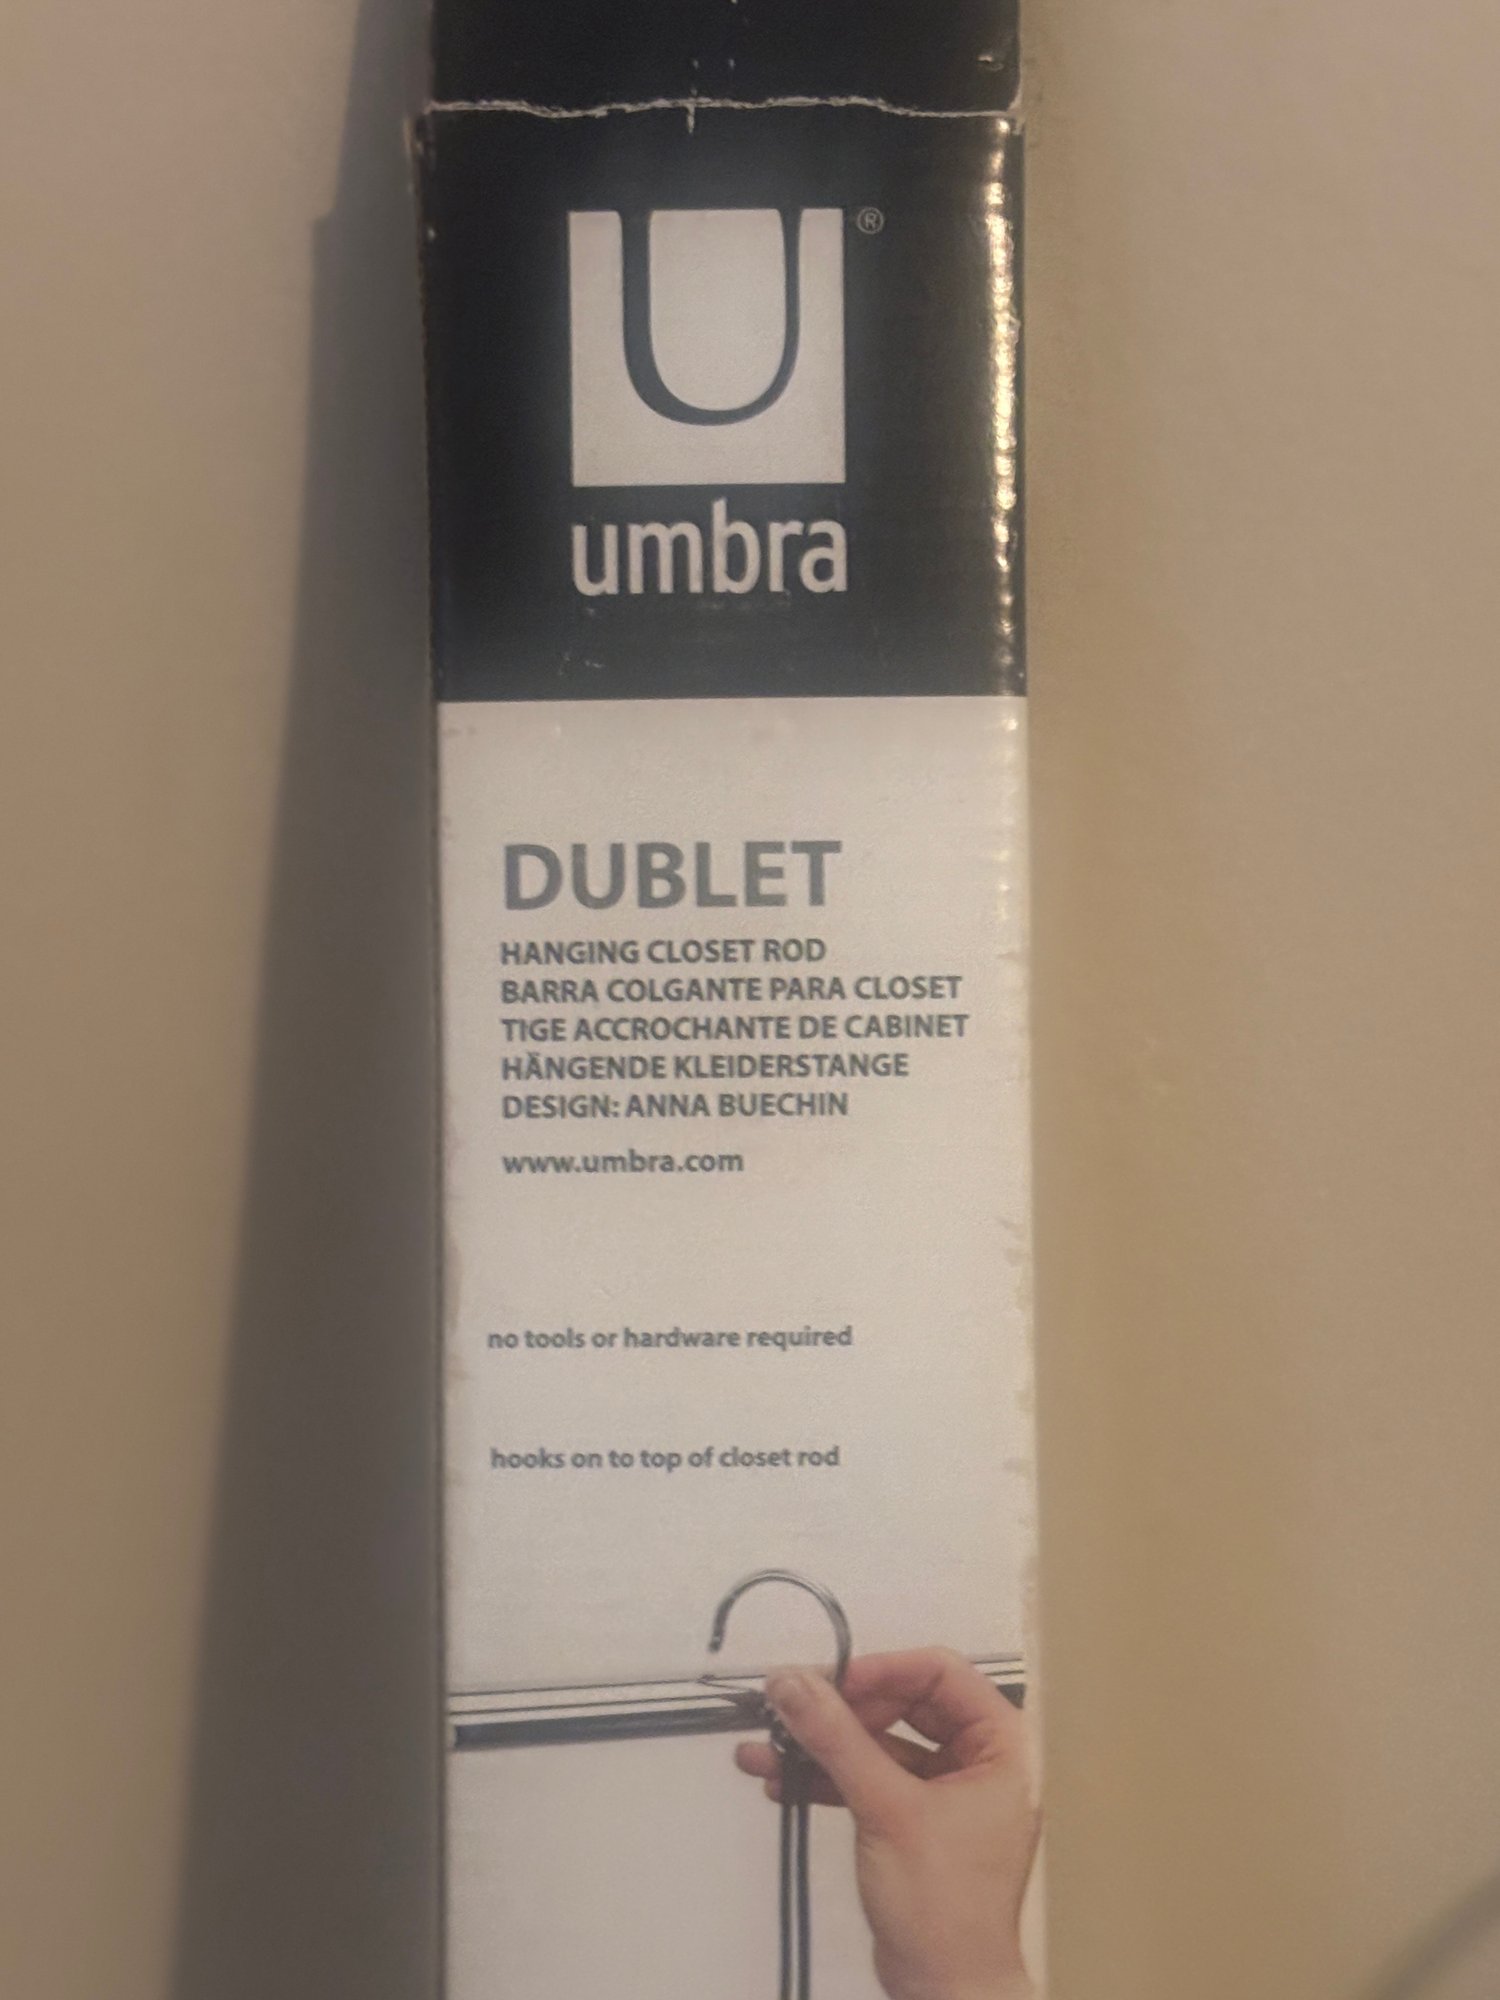 U®
umbra
DUBLET
HANGING CLOSET ROD
BARRA COLGANTE PARA CLOSET
TIGE ACCROCHANTE DE CABINET
HÄNGENDE KLEIDERSTANGE
DESIGN: ANNA BUECHIN
www.umbra.com
no tools or hardware required
hooks on to top of closet rod